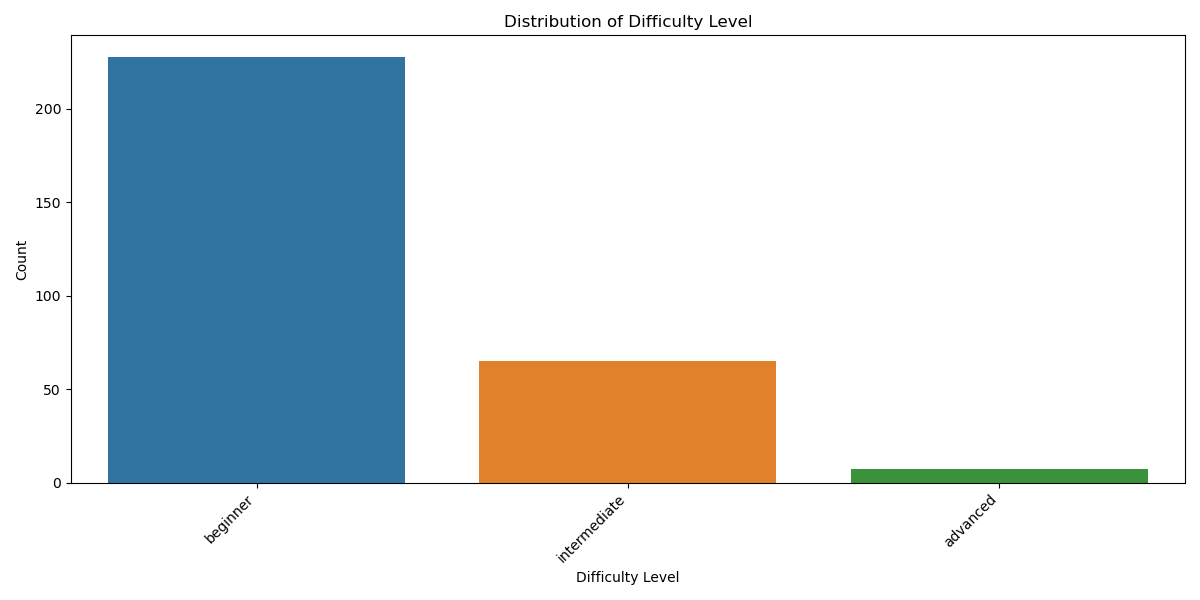 Distribution of Difficulty Level
200
150
100
50
0
Count
beginner
intermediate
advanced
Difficulty Level